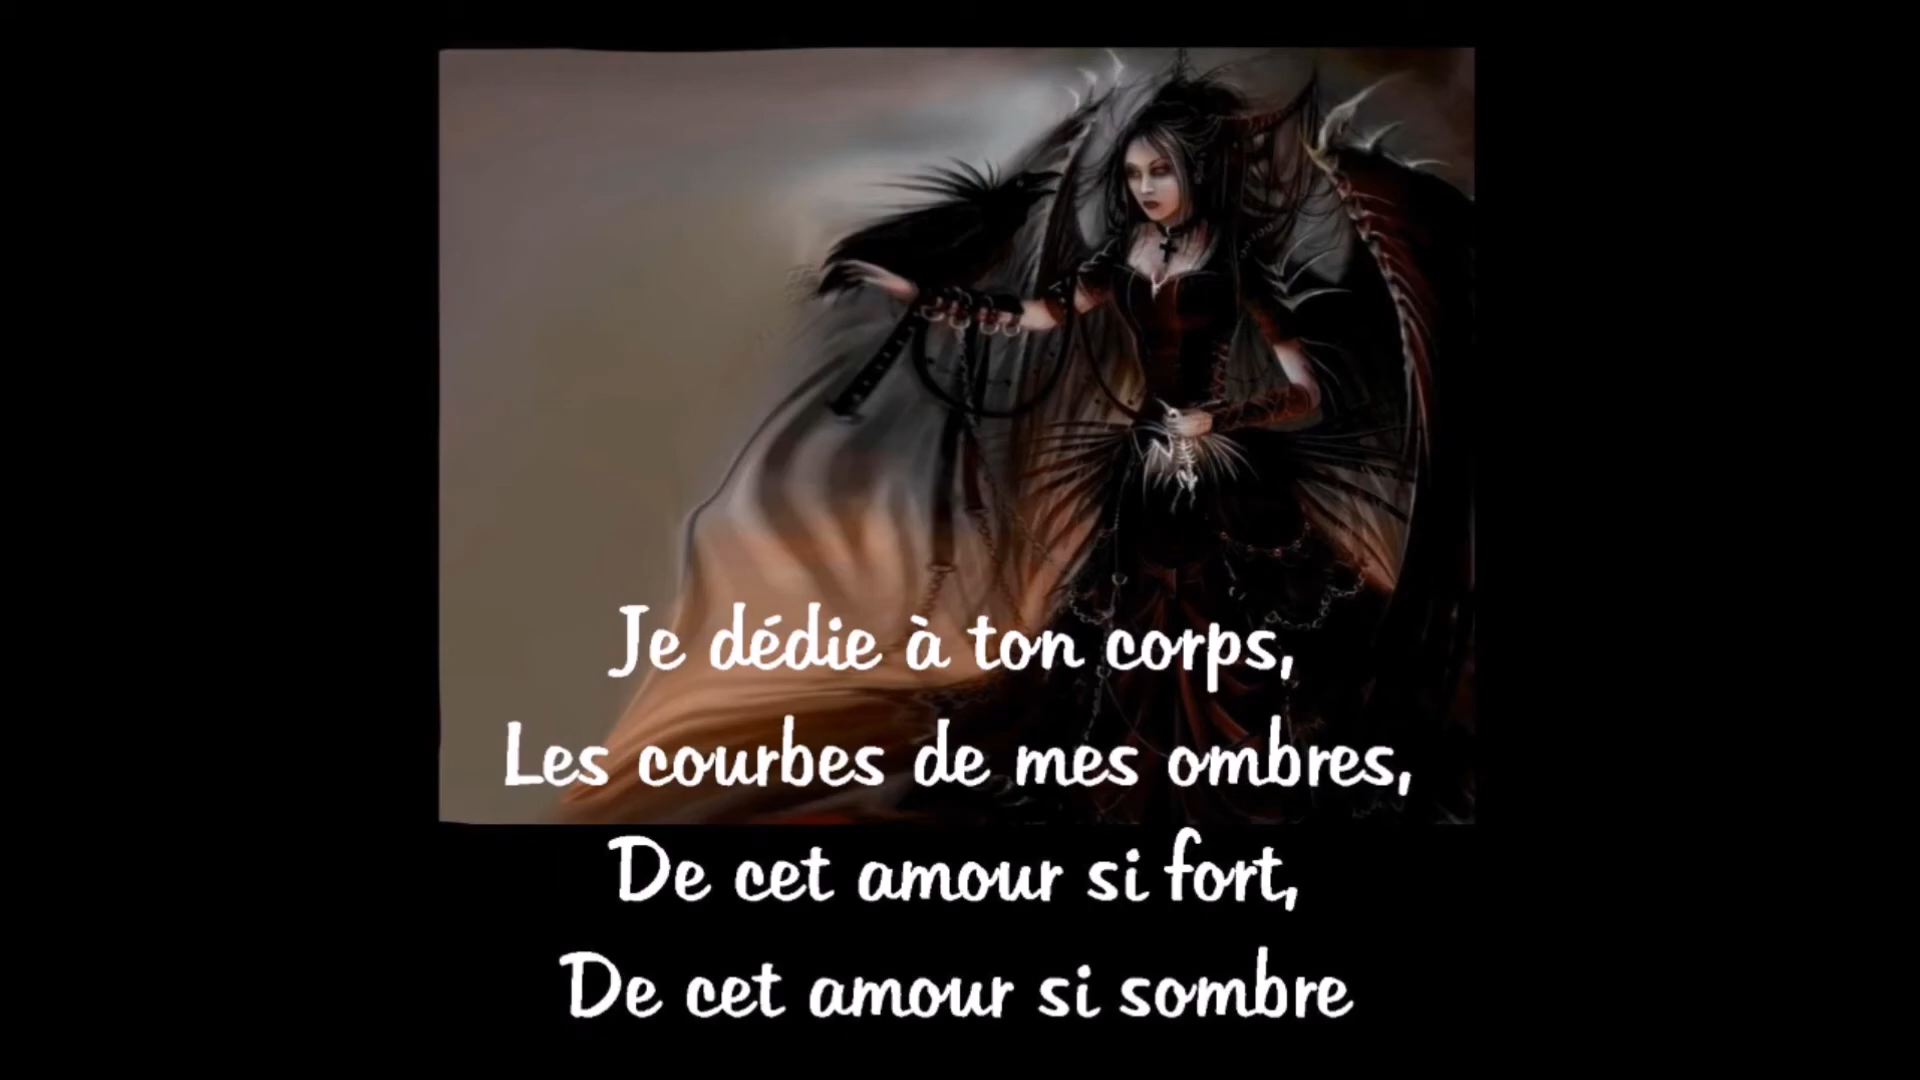 Je dédie à ton corps,
Les courbes de mes ombres,
De cet amour si fort,
De cet amour si sombre